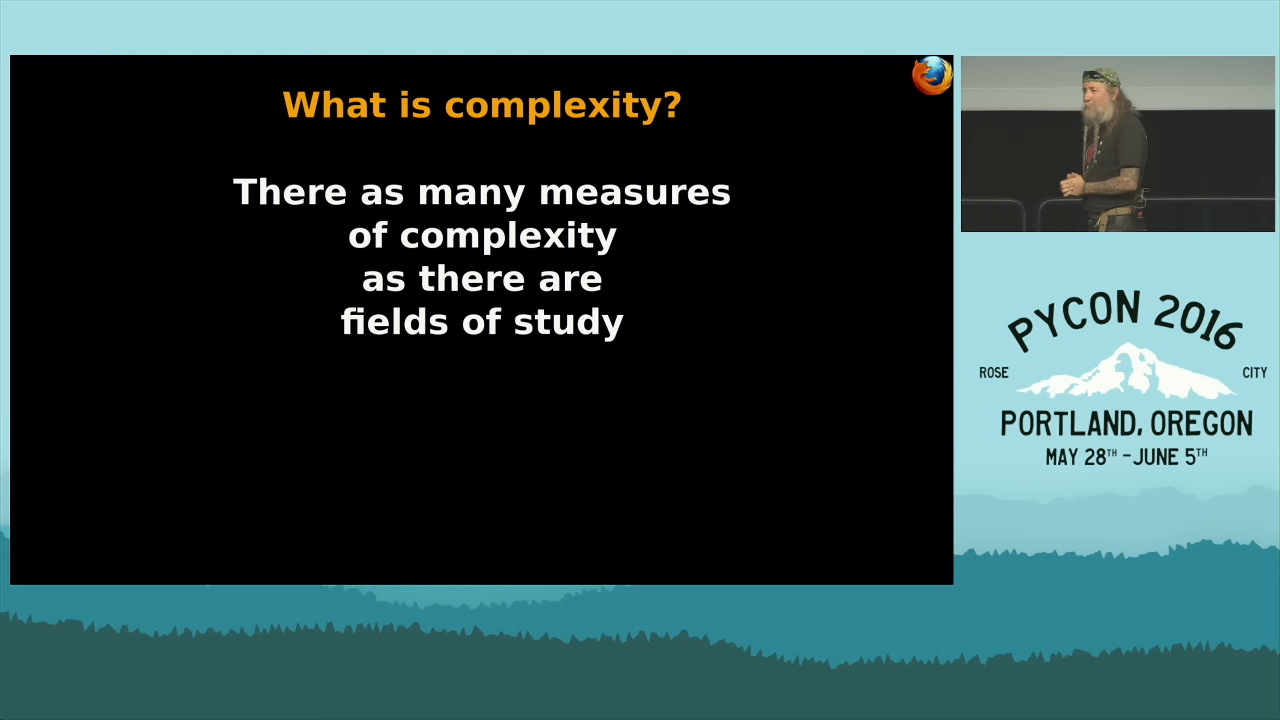 What is complexity?
There as many measures
of complexity
as there are
fields of study
PYCON 2016
ROSE
CITY
PORTLAND, OREGON
MAY 28TH - JUNE 5TH